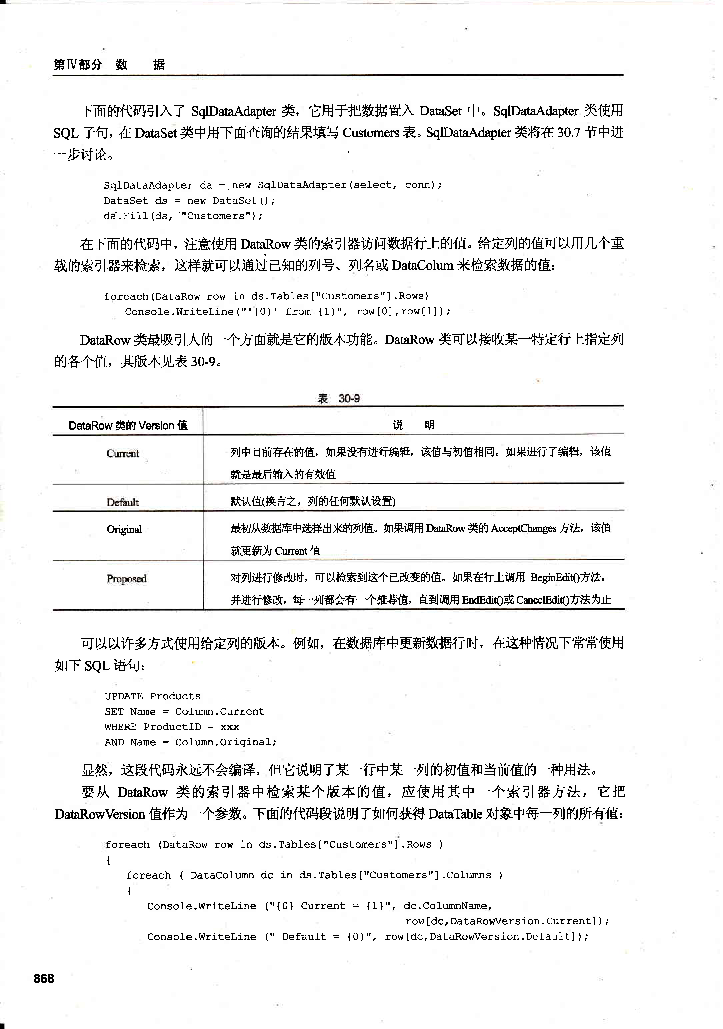 第Ⅳ部分 数 据
下面的代码引入了 SqlDataAdapter 类，它用于把数据置入 DataSet 中。SqlDataAdapter 类使用
SQL 子句，在 DataSet 类中用下面查询的结果填写 Customers 表。SqlDataAdapter 类将在 30.7 节中进
一步讨论。
SqlDataAdapter da = new SqlDataAdapter(select, conn);
DataSet ds = new DataSet();
da.Fill(ds, "Customers");
在下面的代码中，注意使用 DataRow 类的索引器访问数据行上的值。给定列的值可以用几个重
载的索引器来检索，这样就可以通过已知的列号、列名或 DataColum 来检索数据的值：
foreach(DataRow row in ds.Tables["Customers"].Rows)
Console.WriteLine("'{0}' from {1}", row[0],row[1]);
DataRow 类最吸引人的一个方面就是它的版本功能。DataRow 类可以接收某一特定行上指定列
的各个值，其版本见表 30-9。
表 30-9
DataRow 类的 Version 值 说 明
Current 列中目前存在的值。如果没有进行编辑，该值与初值相同。如果进行了编辑，该值
就是最后输入的有效值
Default 默认值(换言之，列的任何默认设置)
Original 最初从数据库中选择出来的列值。如果调用 DataRow 类的 AcceptChanges 方法，该值
就更新为 Current 值
Proposed 对列进行修改时，可以检索到这个已改变的值。如果在行上调用 BeginEdit()方法，
并进行修改，每一列都会有一个推荐值，直到调用 EndEdit()或 CancelEdit()方法为止
可以以许多方式使用给定列的版本。例如，在数据库中更新数据行时，在这种情况下常常使用
如下 SQL 语句：
UPDATE Products
SET Name = Column.Current
WHERE ProductID = xxx
AND Name = Column.Original;
显然，这段代码永远不会编译，但它说明了某一行中某一列的初值和当前值的一种用法。
要从 DataRow 类的索引器中检索某个版本的值，应使用其中一个索引器方法，它把
DataRowVersion 值作为一个参数。下面的代码段说明了如何获得 DataTable 对象中每一列的所有值：
foreach (DataRow row in ds.Tables["Customers"].Rows )
{
foreach ( DataColumn dc in ds.Tables["Customers"].Columns )
{
Console.WriteLine ("{0} Current = {1}", dc.ColumnName,
row[dc,DataRowVersion.Current]);
Console.WriteLine (" Default = {0}", row[dc,DataRowVersion.Default]);
868